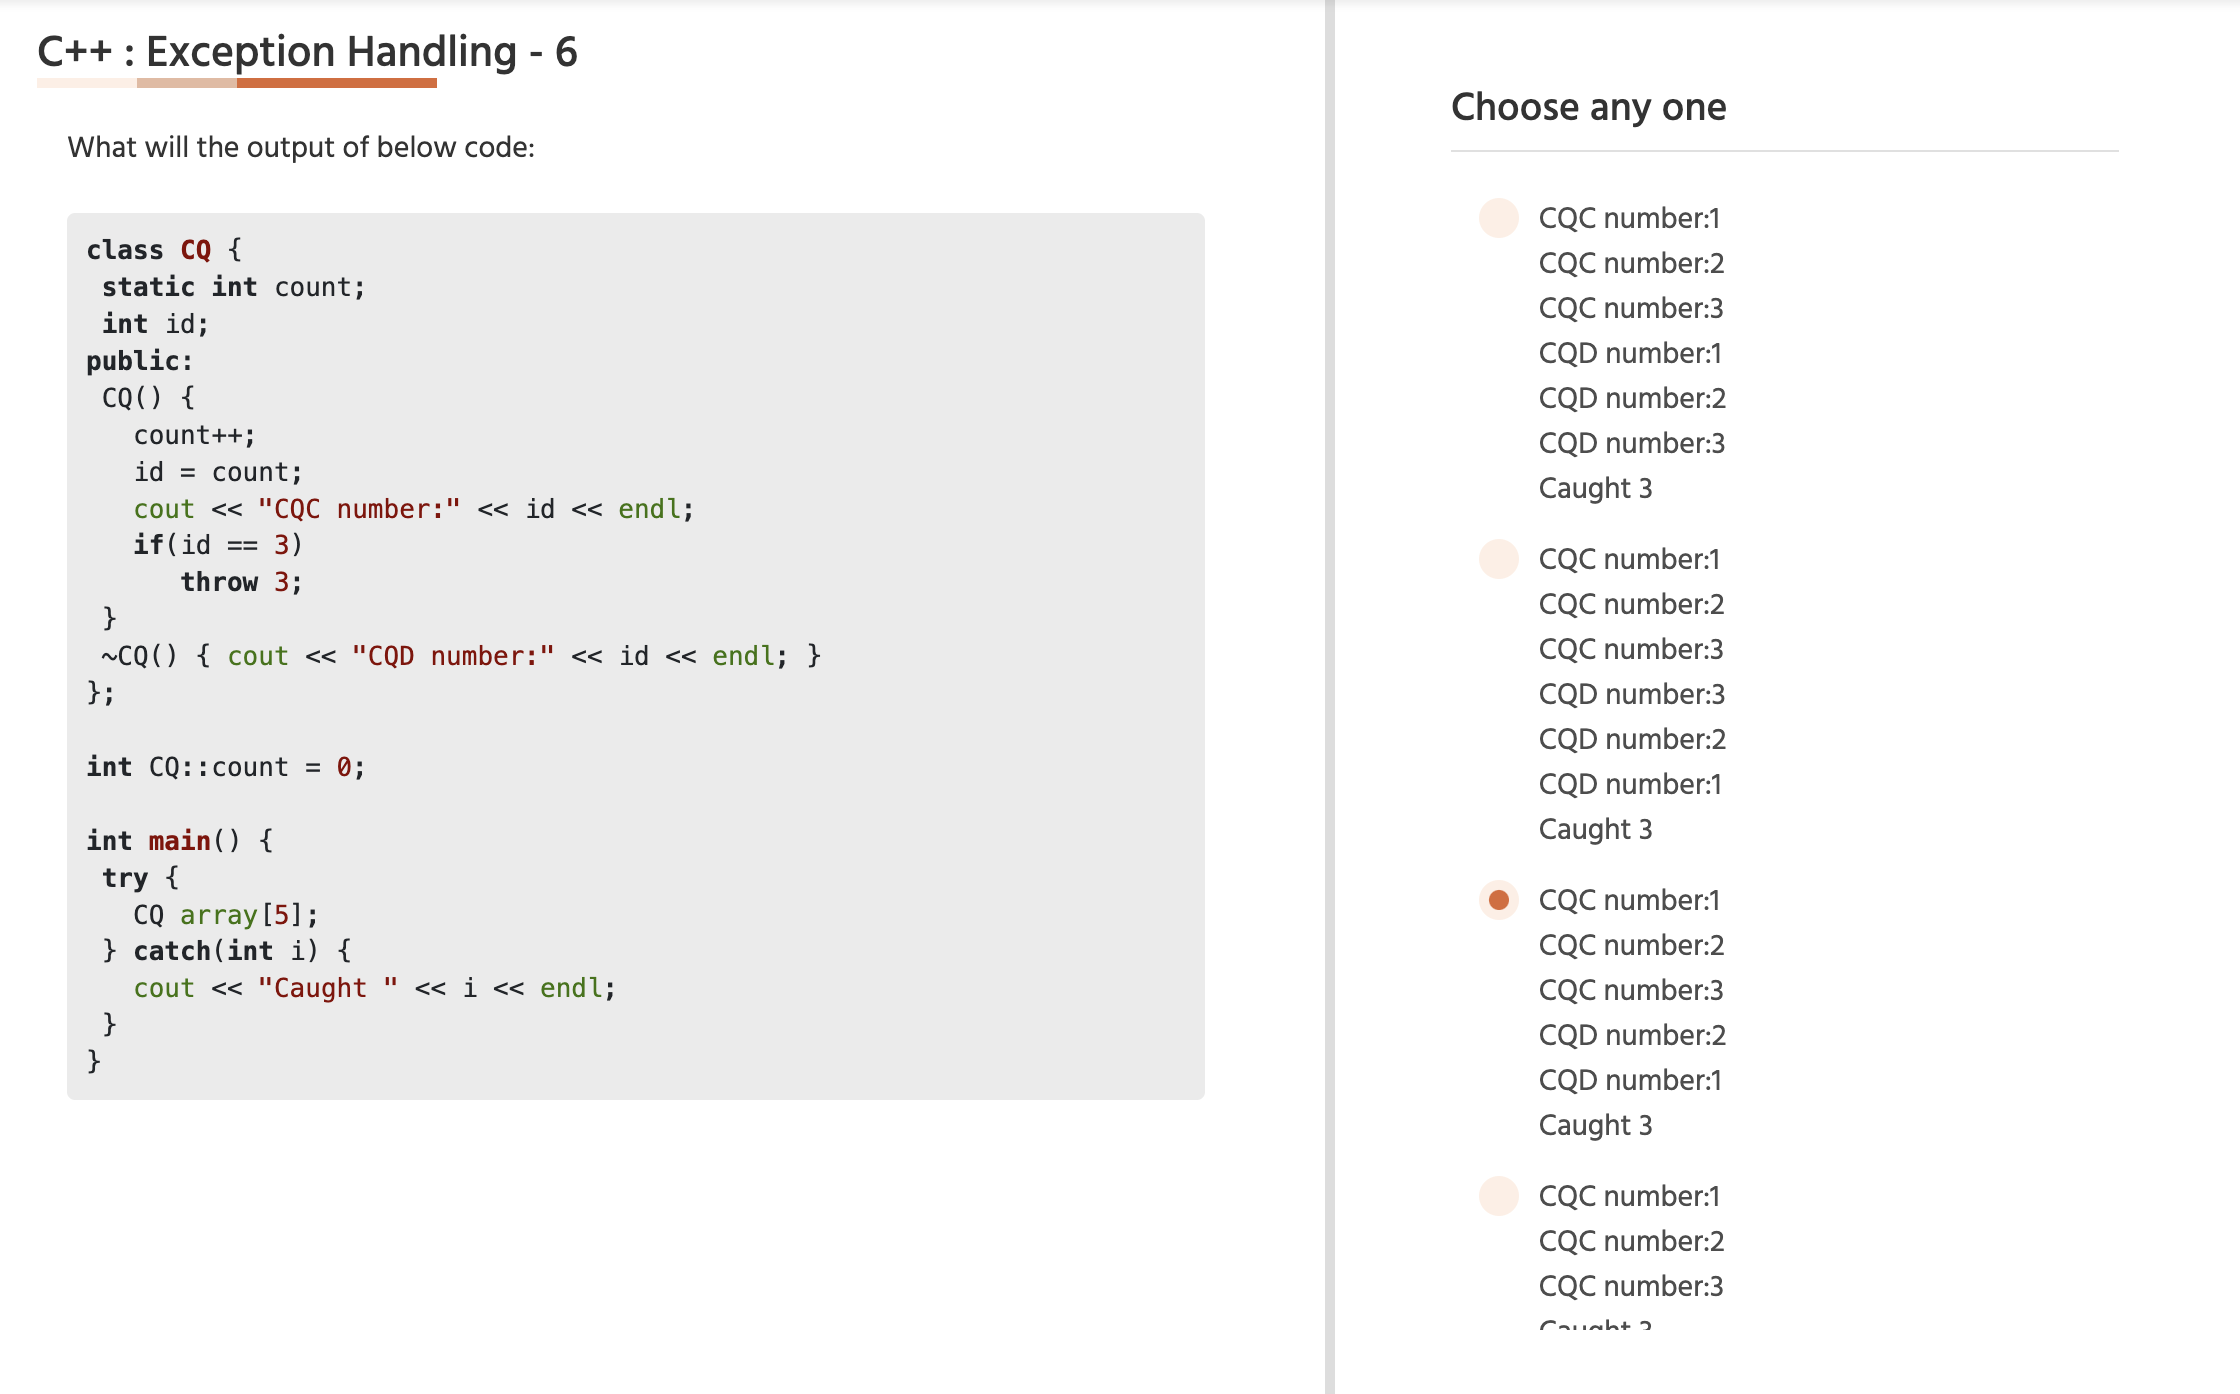 C++ : Exception Handling - 6
What will the output of below code:
class CQ {
 static int count;
 int id;
public:
 CQ() {
   count++;
   id = count;
   cout << "CQC number:" << id << endl;
   if(id == 3)
      throw 3;
 }
 ~CQ() { cout << "CQD number:" << id << endl; }
};
int CQ::count = 0;
int main() {
 try {
   CQ array[5];
 } catch(int i) {
   cout << "Caught " << i << endl;
 }
}
Choose any one
CQC number:1
CQC number:2
CQC number:3
CQD number:1
CQD number:2
CQD number:3
Caught 3
CQC number:1
CQC number:2
CQC number:3
CQD number:3
CQD number:2
CQD number:1
Caught 3
CQC number:1
CQC number:2
CQC number:3
CQD number:2
CQD number:1
Caught 3
CQC number:1
CQC number:2
CQC number:3
Caught 3